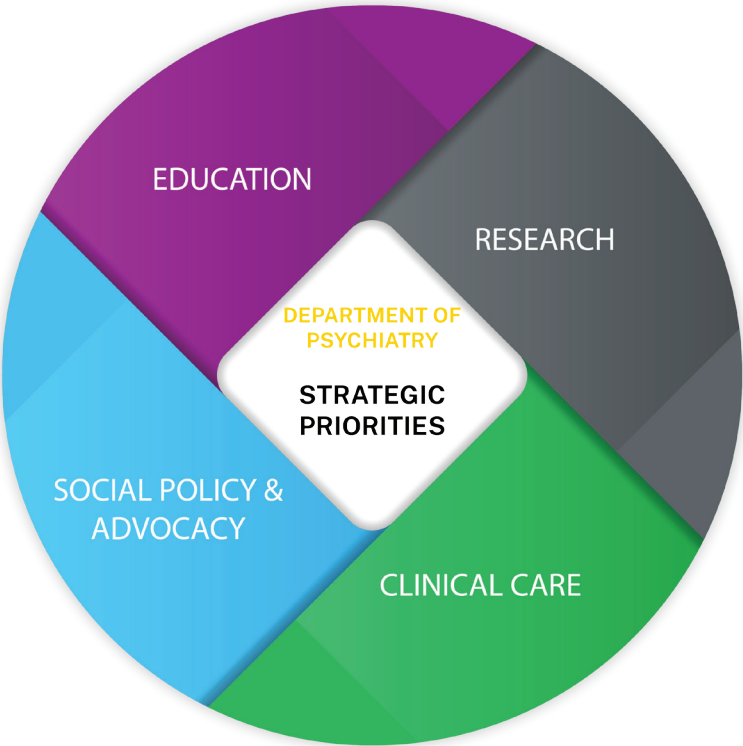 EDUCATION
RESEARCH
DEPARTMENT OF
PSYCHIATRY
STRATEGIC
PRIORITIES
SOCIAL POLICY &
ADVOCACY
CLINICAL CARE